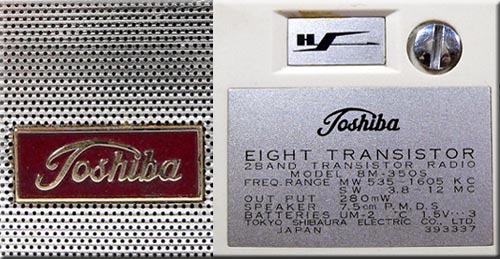 Toshiba
HS
Toshiba
EIGHT TRANSISTOR
2BAND TRANSISTOR RADIO
MODEL 8M-350S
FREQ. RANGE MW 535-1605 KC
SW 3.8-12 MC
OUT PUT 280mW
SPEAKER 7.5cm P.M.D.S
BATTERIES UM-2 "C" 1.5V···3
TOKYO SHIBAURA ELECTRIC CO., LTD.
JAPAN 393337